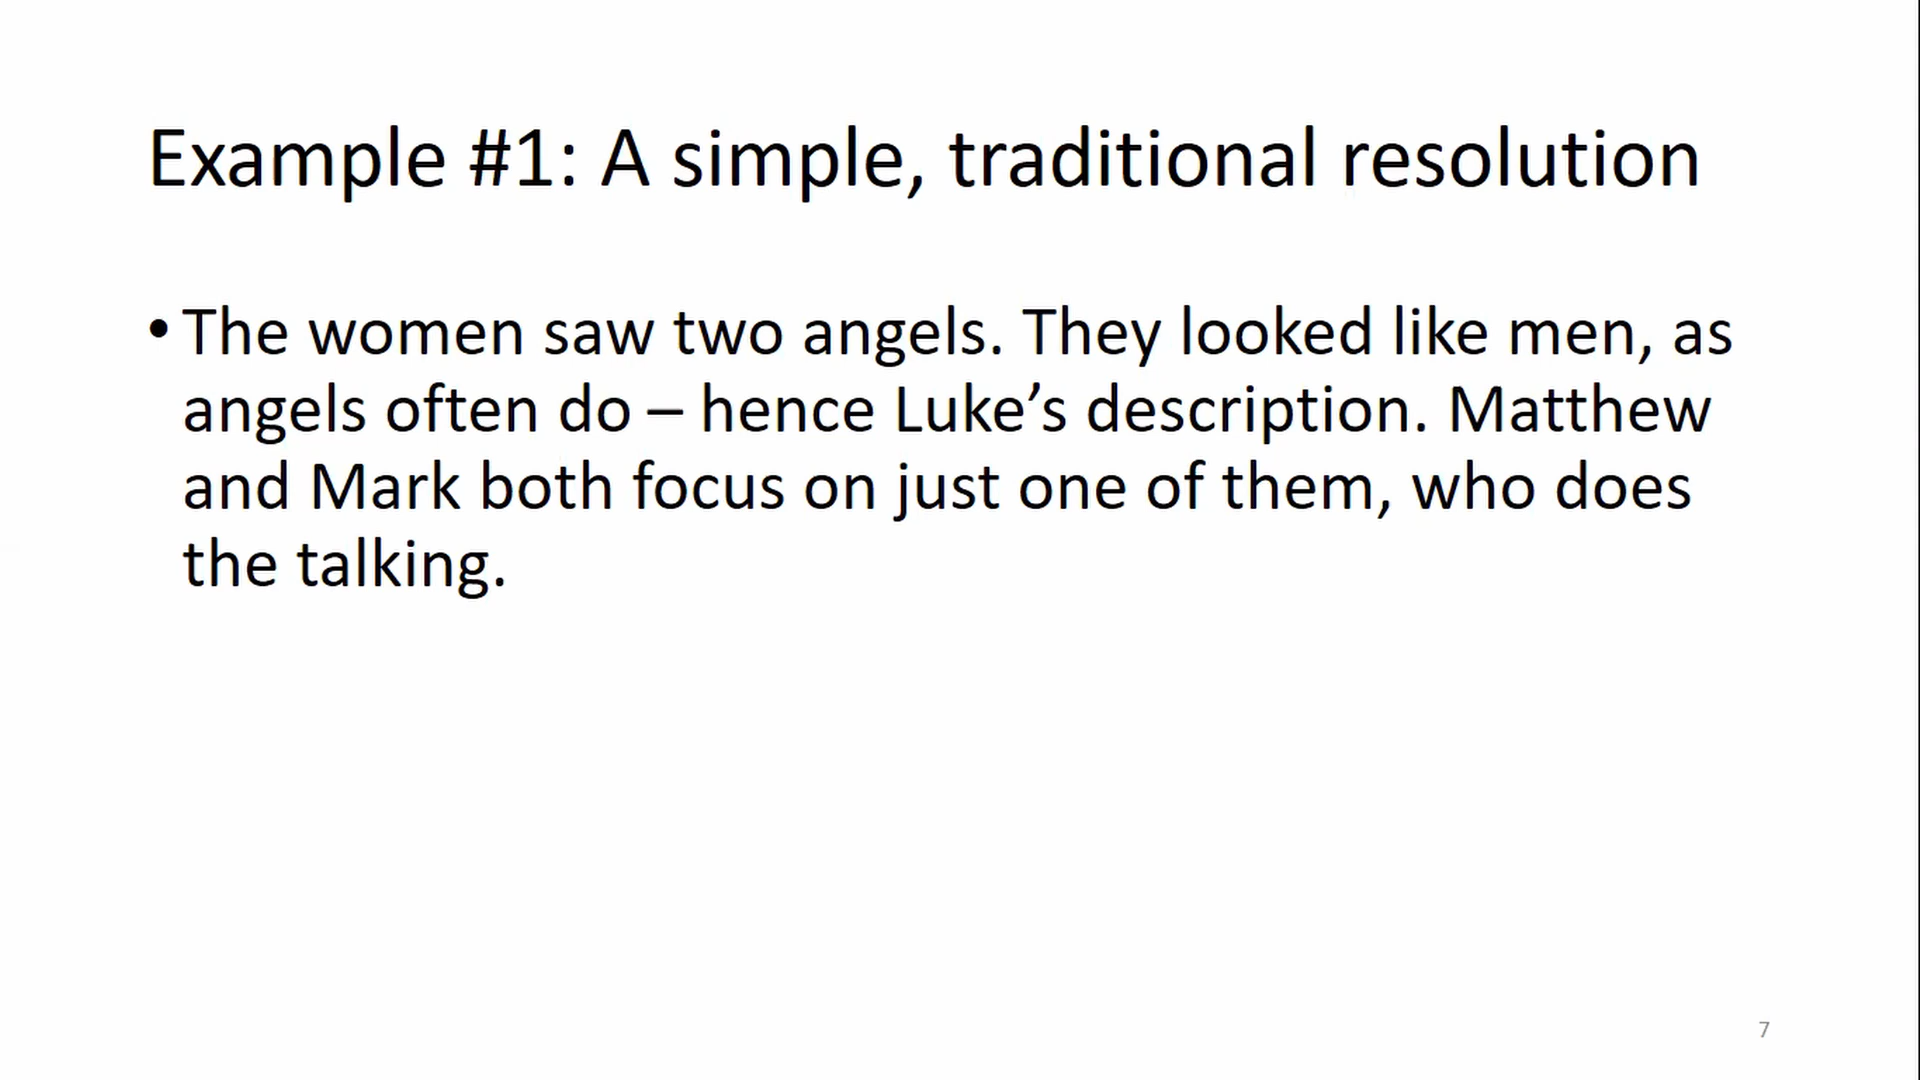 Example #1: A simple, traditional resolution
• The women saw two angels. They looked like men, as
angels often do – hence Luke’s description. Matthew
and Mark both focus on just one of them, who does
the talking.
7